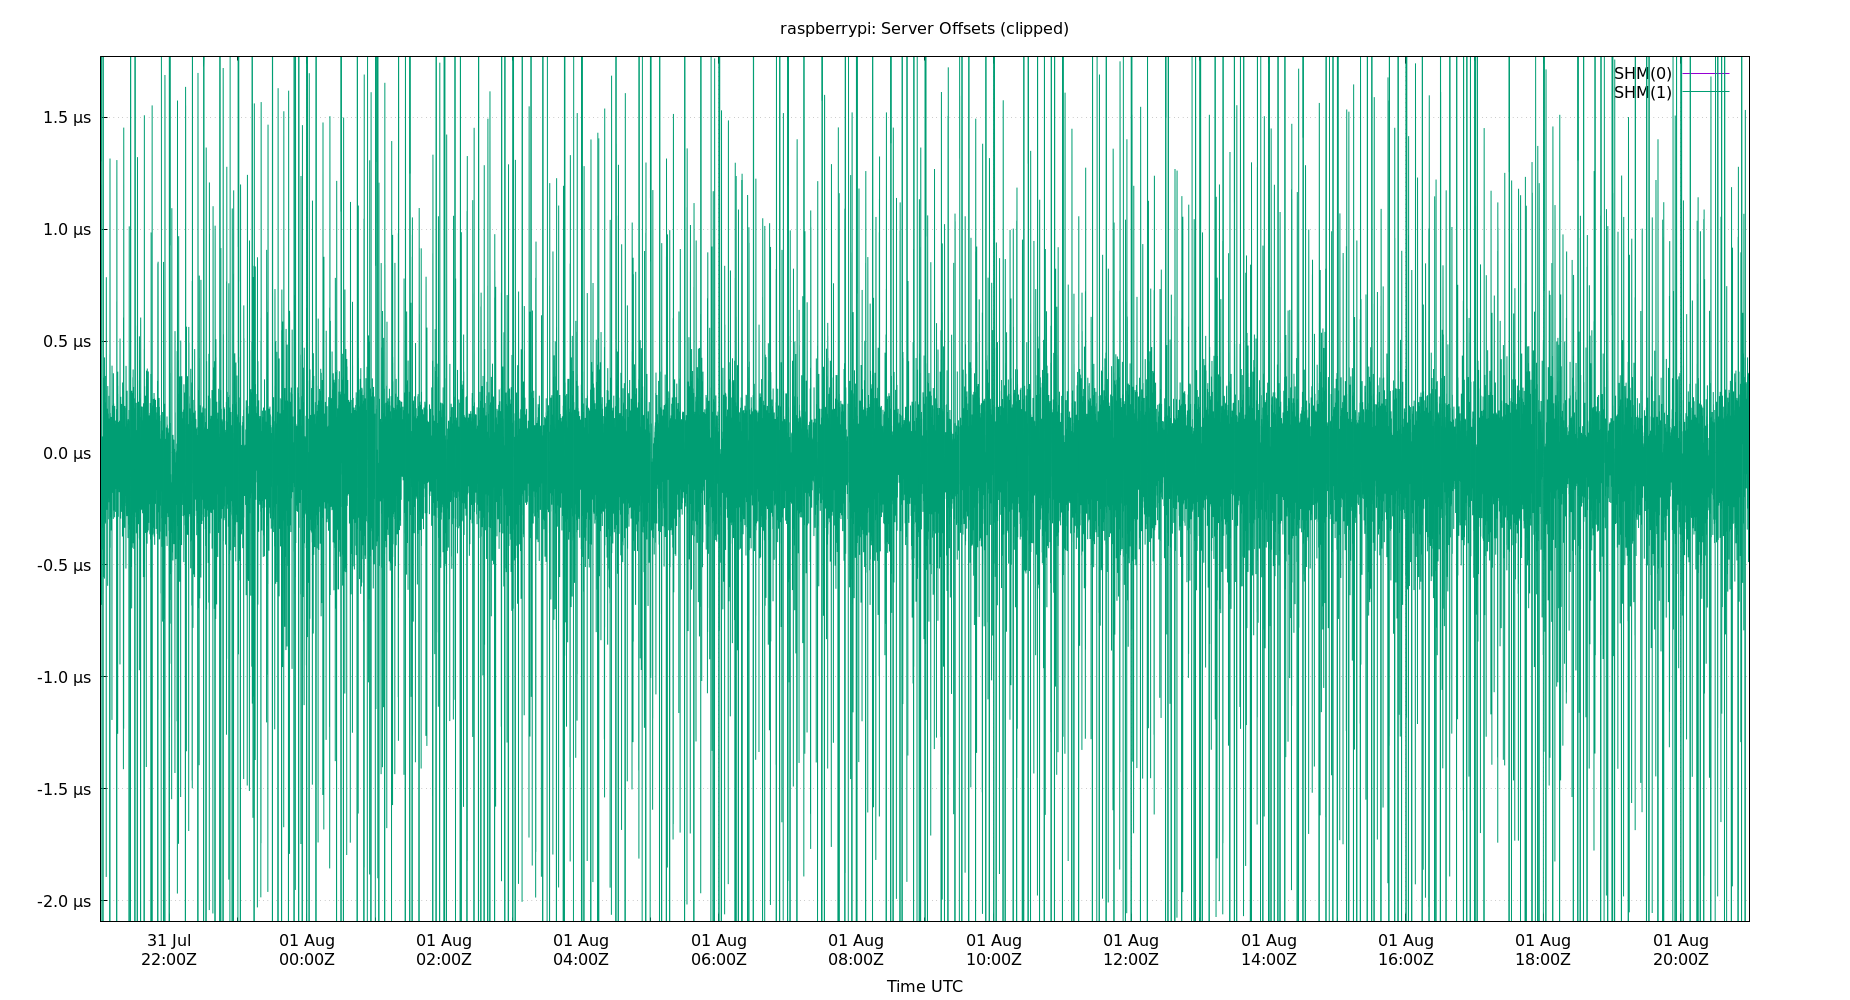 raspberrypi: Server Offsets (clipped)
SHM(0)
SHM(1)
1.5 µs
1.0 µs
0.5 µs
0.0 µs
-0.5 µs
-1.0 µs
-1.5 µs
-2.0 µs
31 Jul 01 Aug 01 Aug 01 Aug 01 Aug 01 Aug 01 Aug 01 Aug 01 Aug 01 Aug 01 Aug 01 Aug
22:00Z 00:00Z 02:00Z 04:00Z 06:00Z 08:00Z 10:00Z 12:00Z 14:00Z 16:00Z 18:00Z 20:00Z
Time UTC